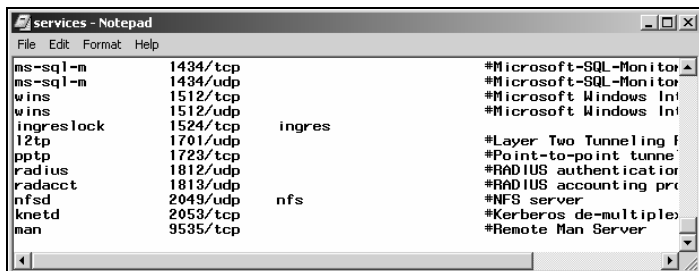 services - Notepad
File Edit Format Help
ms-sql-m 1434/tcp #Microsoft-SQL-Monitor
ms-sql-m 1434/udp #Microsoft-SQL-Monitor
wins 1512/tcp #Microsoft Windows Int
wins 1512/udp #Microsoft Windows Int
ingreslock 1524/tcp ingres
l2tp 1701/udp #Layer Two Tunneling
pptp 1723/tcp #Point-to-point tunne
radius 1812/udp #RADIUS authentication
radacct 1813/udp #RADIUS accounting pro
nfsd 2049/udp nfs #NFS server
knetd 2053/tcp #Kerberos de-multiplex
man 9535/tcp #Remote Man Server